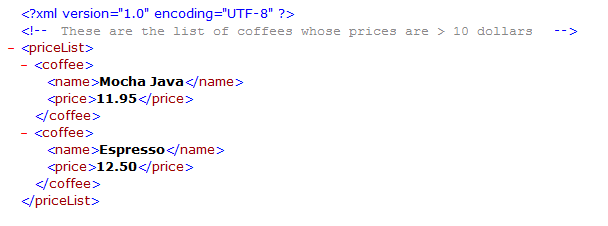 <?xml version="1.0" encoding="UTF-8" ?>
<!-- These are the list of coffees whose prices are > 10 dollars -->
- <priceList>
- <coffee>
<name>Mocha Java</name>
<price>11.95</price>
</coffee>
- <coffee>
<name>Espresso</name>
<price>12.50</price>
</coffee>
</priceList>